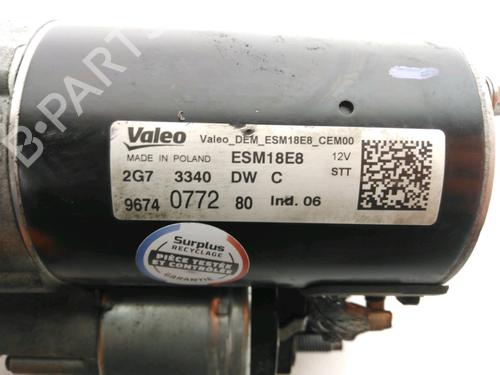 B-PARTS
Valeo Valeo_DEM_ESM18E8_CEM00
MADE IN POLAND ESM18E8 12V
2G7 3340 DW C STT
9674 0772 80 Ind. 06
Surplus
RECYCLAGE
PIÈCE TESTÉE
ET CONTRÔLÉE
GARANTIE